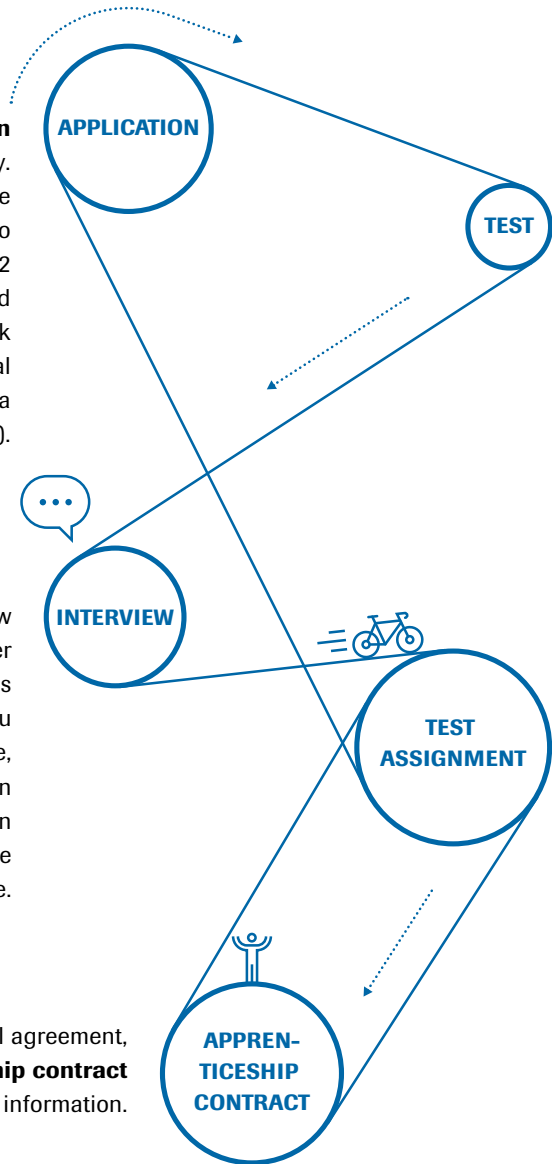 APPLICATION
n
y.
e
TEST
o
2
d
k
al
a
).
INTERVIEW
w
er
s
u
TEST
ASSIGNMENT
e,
n
n
e
e.
l agreement,
hip contract
information.
APPREN-
TICESHIP
CONTRACT